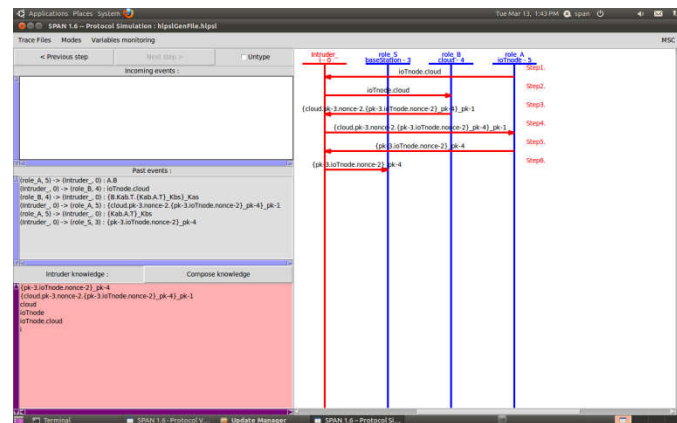 Applications Places System
Tue Mar 13, 1:43 PM span
SPAN 1.6 – Protocol Simulation : hlpslGenFile.hlpsl
Trace Files Modes Variables monitoring MSC
< Previous step
Next step >
Untype
Incoming events :
Past events :
(role_A, 5) -> (Intruder_, 0) : A.B
(Intruder_, 0) -> (role_B, 4) : ioTnode.cloud
(role_B, 4) -> (Intruder_, 0) : {B.Kab.T.{Kab.A.T}_Kbs}_Kas
(Intruder_, 0) -> (role_A, 5) : {cloud.pk-3.nonce-2.{pk-3.ioTnode.nonce-2}_pk-4}_pk-1
(role_A, 5) -> (Intruder_, 0) : {Kab.A.T}_Kbs
(Intruder_, 0) -> (role_S, 3) : {pk-3.ioTnode.nonce-2}_pk-4
Intruder knowledge :
Compose knowledge
{pk-3.ioTnode.nonce-2}_pk-4
{cloud.pk-3.nonce-2.{pk-3.ioTnode.nonce-2}_pk-4}_pk-1
cloud
ioTnode
ioTnode.cloud
i
Intruder_ role_S role_B role_A
i - 0 baseStation - 3 cloud - 4 ioTnode - 5
Step1.
ioTnode.cloud
Step2.
ioTnode.cloud
Step3.
{cloud.pk-3.nonce-2.{pk-3.ioTnode.nonce-2}_pk-4}_pk-1
Step4.
{cloud.pk-3.nonce-2.{pk-3.ioTnode.nonce-2}_pk-4}_pk-1
Step5.
{pk-3.ioTnode.nonce-2}_pk-4
Step6.
{pk-3.ioTnode.nonce-2}_pk-4
Terminal
SPAN 1.6 - Protocol V...
Update Manager
SPAN 1.6 – Protocol Si...